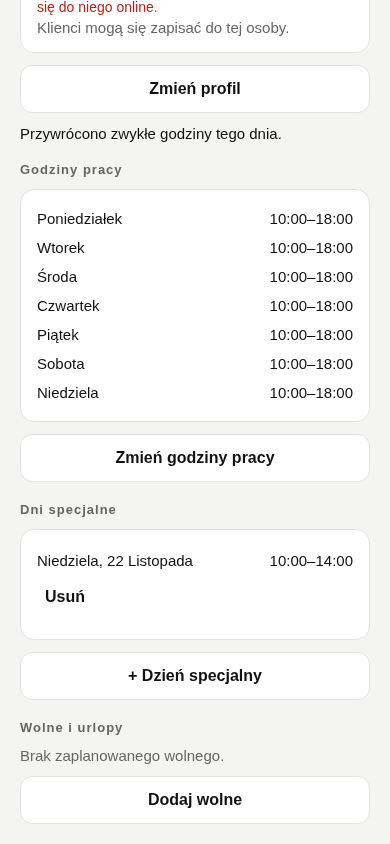 się do niego online.
Klienci mogą się zapisać do tej osoby.
Zmień profil
Przywrócono zwykłe godziny tego dnia.
Godziny pracy
Poniedziałek 10:00–18:00
Wtorek 10:00–18:00
Środa 10:00–18:00
Czwartek 10:00–18:00
Piątek 10:00–18:00
Sobota 10:00–18:00
Niedziela 10:00–18:00
Zmień godziny pracy
Dni specjalne
Niedziela, 22 Listopada 10:00–14:00
Usuń
+ Dzień specjalny
Wolne i urlopy
Brak zaplanowanego wolnego.
Dodaj wolne